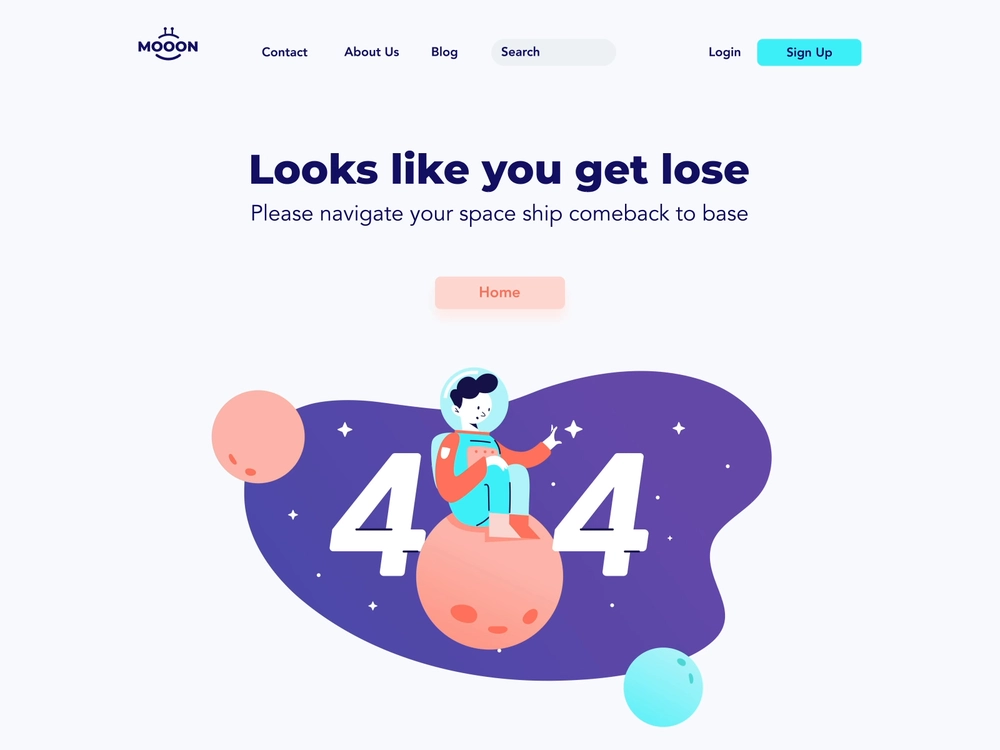 MOOON
Contact About Us Blog Search Login Sign Up
Looks like you get lose
Please navigate your space ship comeback to base
Home
4 4